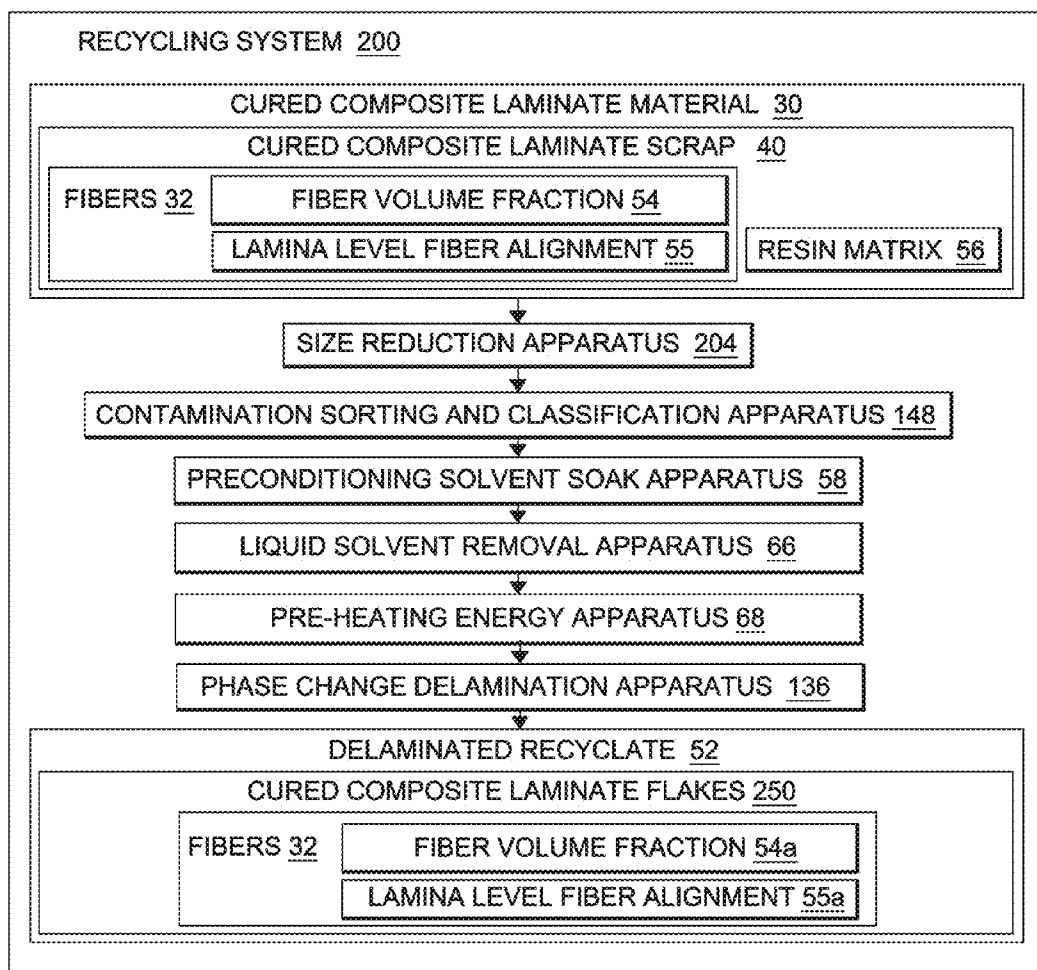 RECYCLING SYSTEM 200
CURED COMPOSITE LAMINATE MATERIAL 30
CURED COMPOSITE LAMINATE SCRAP 40
FIBERS 32
FIBER VOLUME FRACTION 54
LAMINA LEVEL FIBER ALIGNMENT 55
RESIN MATRIX 56
SIZE REDUCTION APPARATUS 204
CONTAMINATION SORTING AND CLASSIFICATION APPARATUS 148
PRECONDITIONING SOLVENT SOAK APPARATUS 58
LIQUID SOLVENT REMOVAL APPARATUS 66
PRE-HEATING ENERGY APPARATUS 68
PHASE CHANGE DELAMINATION APPARATUS 136
DELAMINATED RECYCLATE 52
CURED COMPOSITE LAMINATE FLAKES 250
FIBERS 32
FIBER VOLUME FRACTION 54a
LAMINA LEVEL FIBER ALIGNMENT 55a